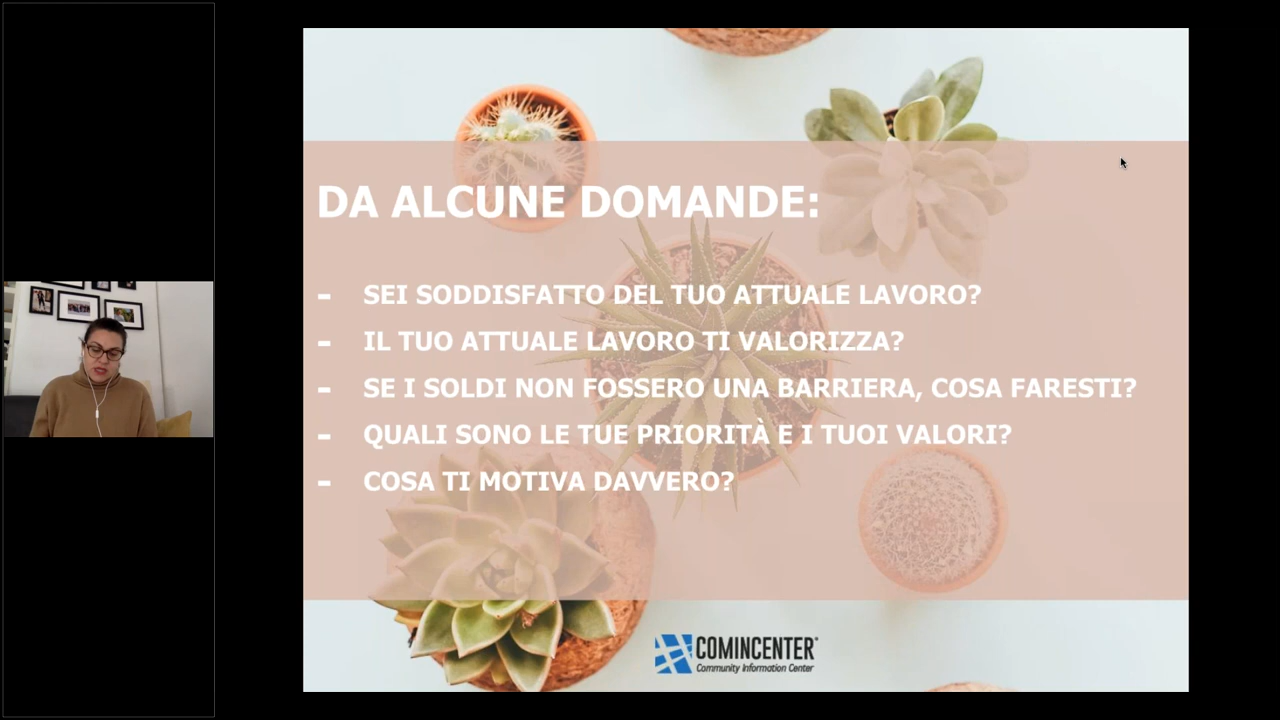 DA ALCUNE DOMANDE:
- SEI SODDISFATTO DEL TUO ATTUALE LAVORO?
- IL TUO ATTUALE LAVORO TI VALORIZZA?
- SE I SOLDI NON FOSSERO UNA BARRIERA, COSA FARESTI?
- QUALI SONO LE TUE PRIORITÀ E I TUOI VALORI?
- COSA TI MOTIVA DAVVERO?
COMINCENTER®
Community Information Center